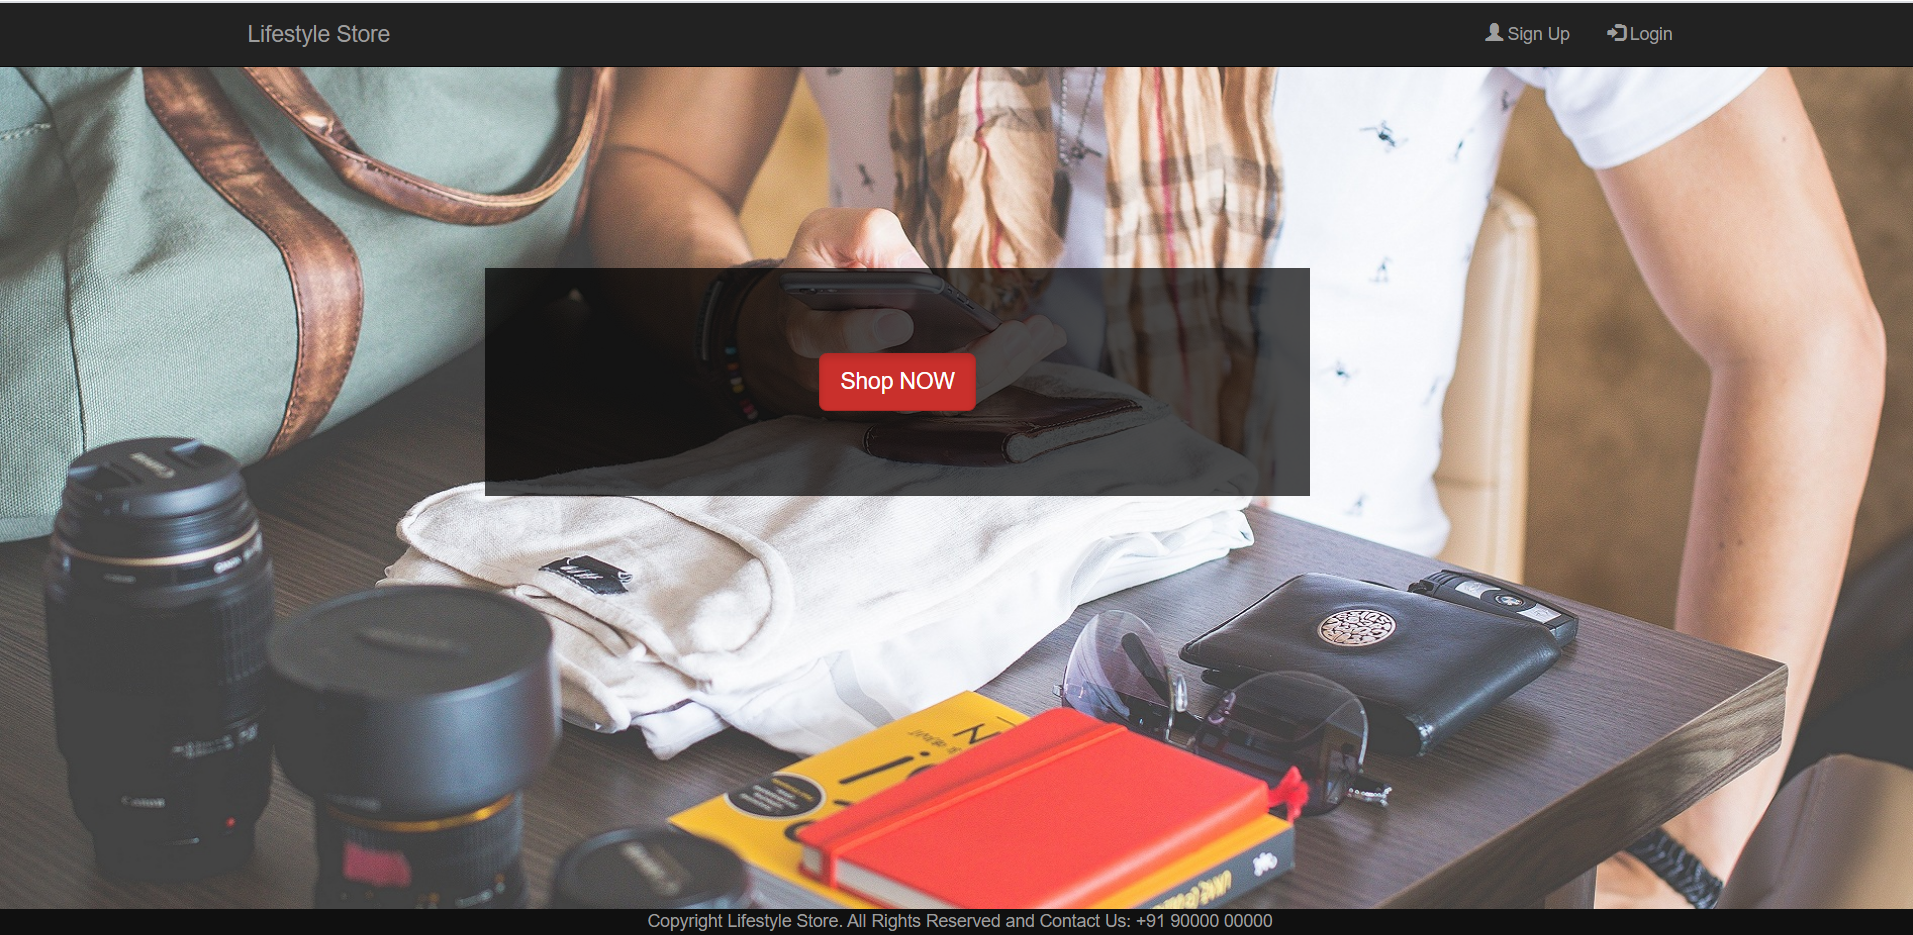 Lifestyle Store
Sign Up
Login
Shop NOW
Canon
Copyright Lifestyle Store. All Rights Reserved and Contact Us: +91 90000 00000